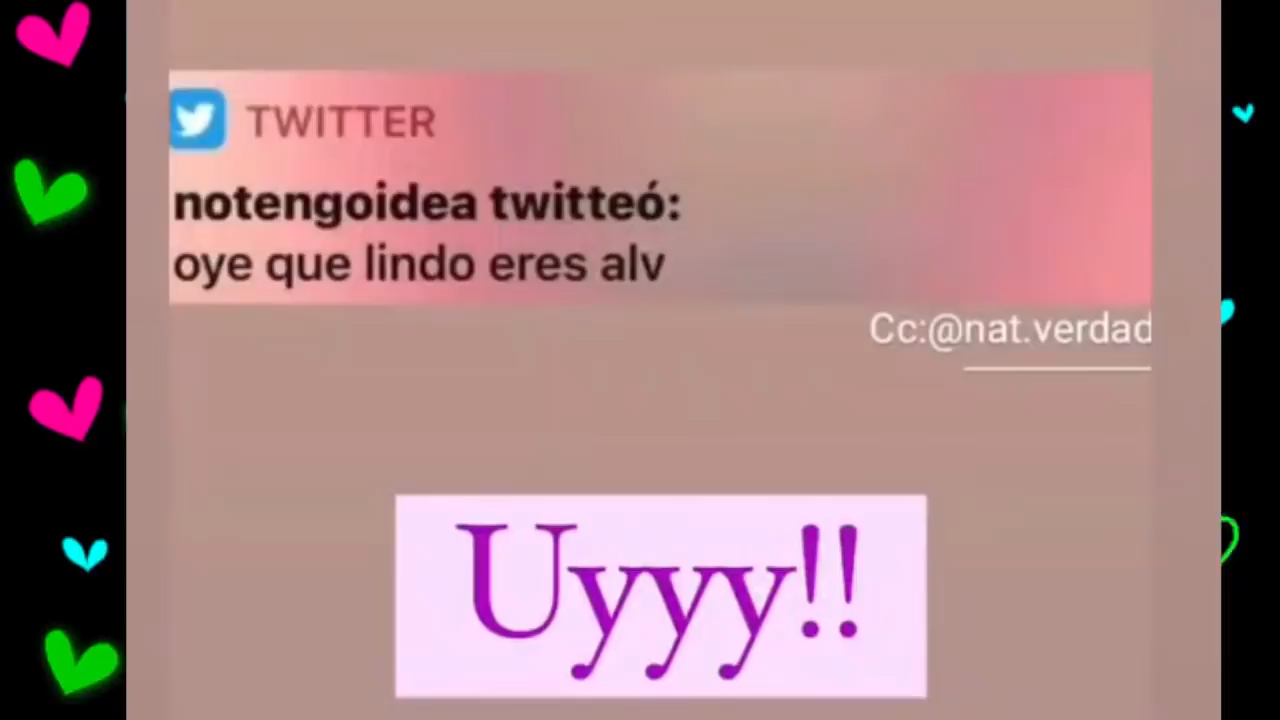 TWITTER
notengoidea twitteó:
oye que lindo eres alv
Cc:@nat.verdad
Uyyy!!